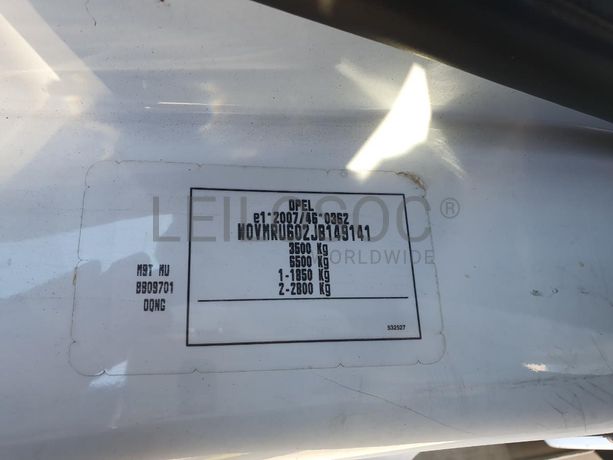 OPEL
e1*2007/46*0362
W0VMRU602JB149141
3500 Kg
6500 Kg
1-1850 Kg
2-2800 Kg
M9T MU
8909701
OQNG
532527
LEILOSOC®
WORLDWIDE